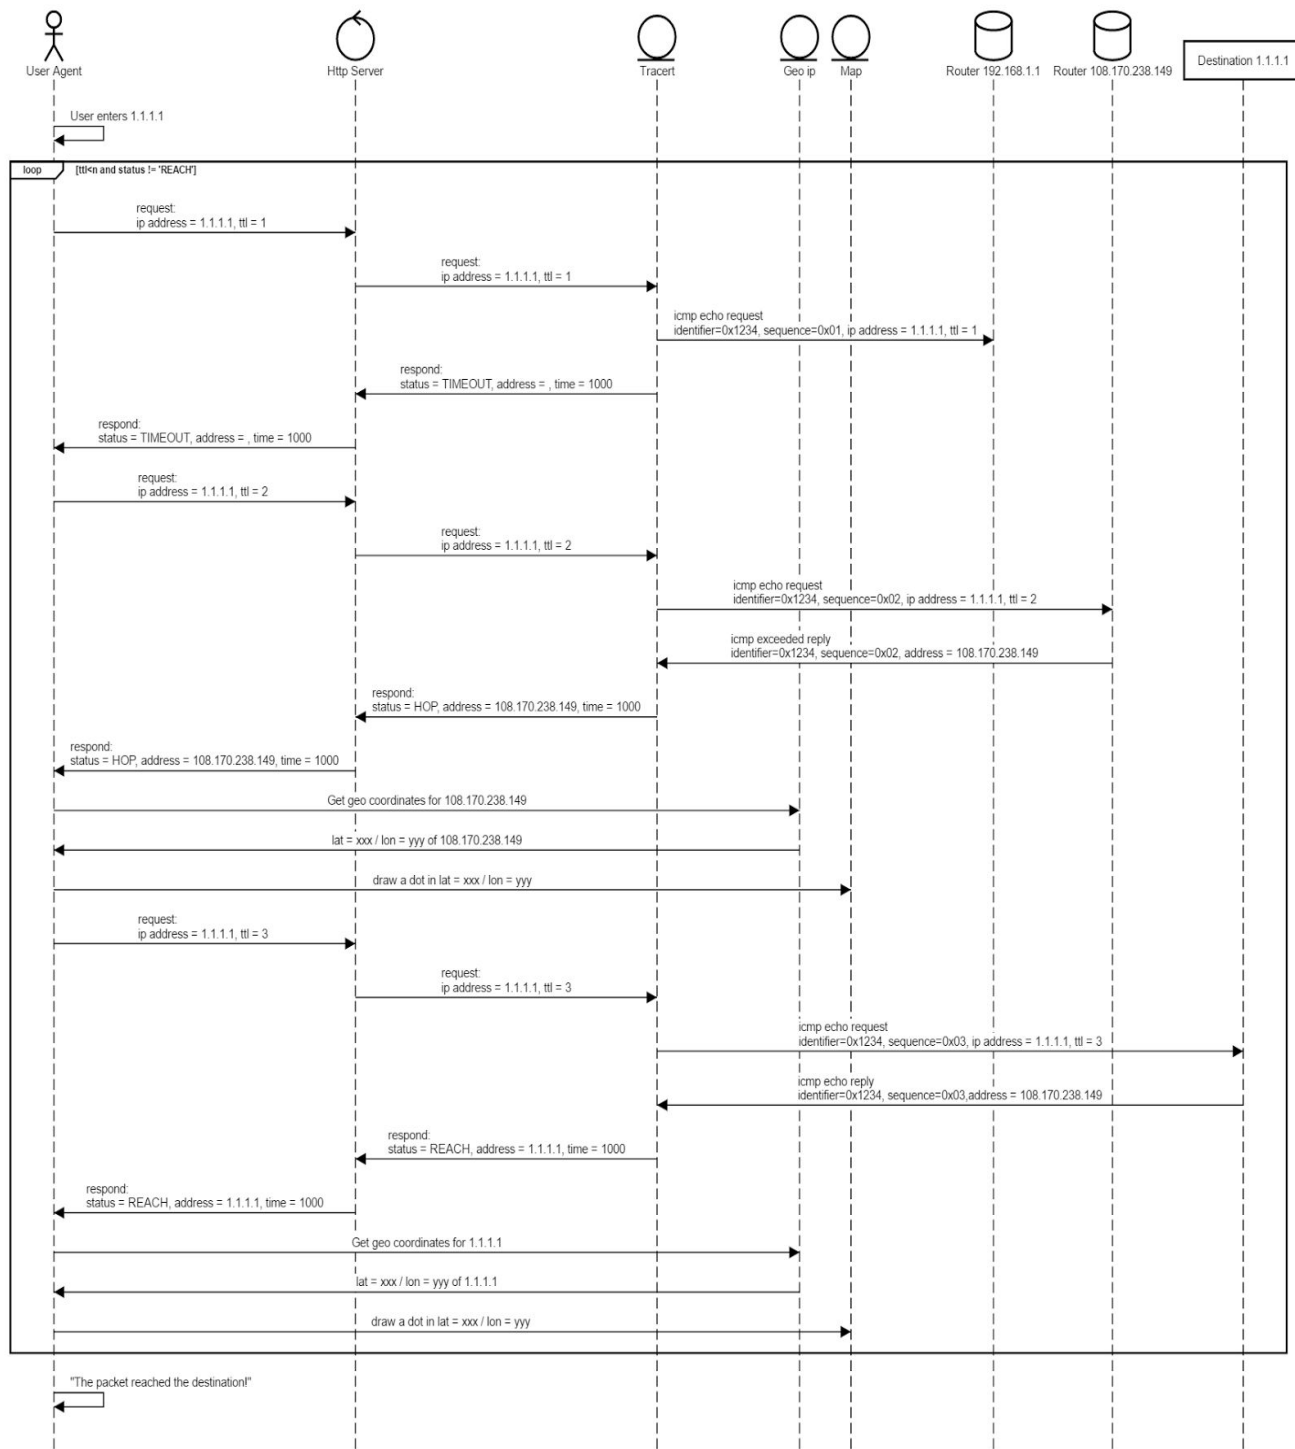 User Agent
Http Server
Tracert
Geo ip
Map
Router 192.168.1.1
Router 108.170.238.149
Destination 1.1.1.1
User enters 1.1.1.1
loop
[ttl<n and status != 'REACH']
request:
ip address = 1.1.1.1, ttl = 1
request:
ip address = 1.1.1.1, ttl = 1
icmp echo request
identifier=0x1234, sequence=0x01, ip address = 1.1.1.1, ttl = 1
respond:
status = TIMEOUT, address = , time = 1000
respond:
status = TIMEOUT, address = , time = 1000
request:
ip address = 1.1.1.1, ttl = 2
request:
ip address = 1.1.1.1, ttl = 2
icmp echo request
identifier=0x1234, sequence=0x02, ip address = 1.1.1.1, ttl = 2
icmp exceeded reply
identifier=0x1234, sequence=0x02, address = 108.170.238.149
respond:
status = HOP, address = 108.170.238.149, time = 1000
respond:
status = HOP, address = 108.170.238.149, time = 1000
Get geo coordinates for 108.170.238.149
lat = xxx / lon = yyy of 108.170.238.149
draw a dot in lat = xxx / lon = yyy
request:
ip address = 1.1.1.1, ttl = 3
request:
ip address = 1.1.1.1, ttl = 3
icmp echo request
identifier=0x1234, sequence=0x03, ip address = 1.1.1.1, ttl = 3
icmp echo reply
identifier=0x1234, sequence=0x03,address = 108.170.238.149
respond:
status = REACH, address = 1.1.1.1, time = 1000
respond:
status = REACH, address = 1.1.1.1, time = 1000
Get geo coordinates for 1.1.1.1
lat = xxx / lon = yyy of 1.1.1.1
draw a dot in lat = xxx / lon = yyy
"The packet reached the destination!"